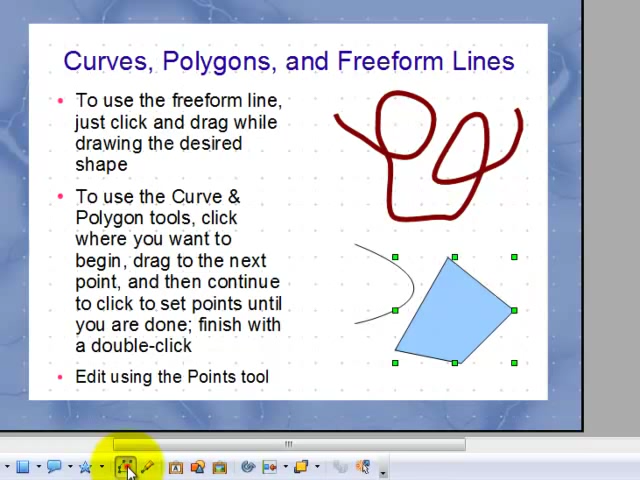 Curves, Polygons, and Freeform Lines
To use the freeform line,
just click and drag while
drawing the desired
shape
To use the Curve &
Polygon tools, click
where you want to
begin, drag to the next
point, and then continue
to click to set points until
you are done; finish with
a double-click
Edit using the Points tool